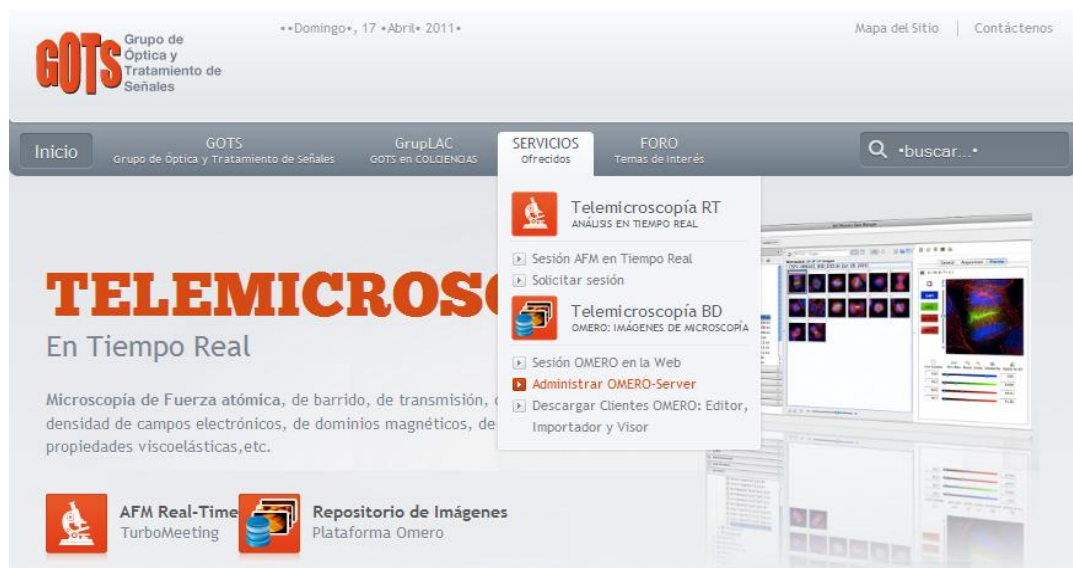 GOTS
Grupo de
Óptica y
Tratamiento de
Señales
••Domingo•, 17 •Abril• 2011•
Mapa del Sitio | Contáctenos
Inicio
GOTS
Grupo de Óptica y Tratamiento de Señales
GrupLAC
GOTS en COLCIENCIAS
SERVICIOS
Ofrecidos
FORO
Temas de Interés
•buscar...•
Telemicroscopía RT
ANÁLISIS EN TIEMPO REAL
Sesión AFM en Tiempo Real
Solicitar sesión
Telemicroscopía BD
OMERO: IMÁGENES DE MICROSCOPÍA
Sesión OMERO en la Web
Administrar OMERO-Server
Descargar Clientes OMERO: Editor,
Importador y Visor
TELEMICROS
En Tiempo Real
Microscopía de Fuerza atómica, de barrido, de transmisión,
densidad de campos electrónicos, de dominios magnéticos, de
propiedades viscoelásticas,etc.
AFM Real-Time
TurboMeeting
Repositorio de Imágenes
Plataforma Omero